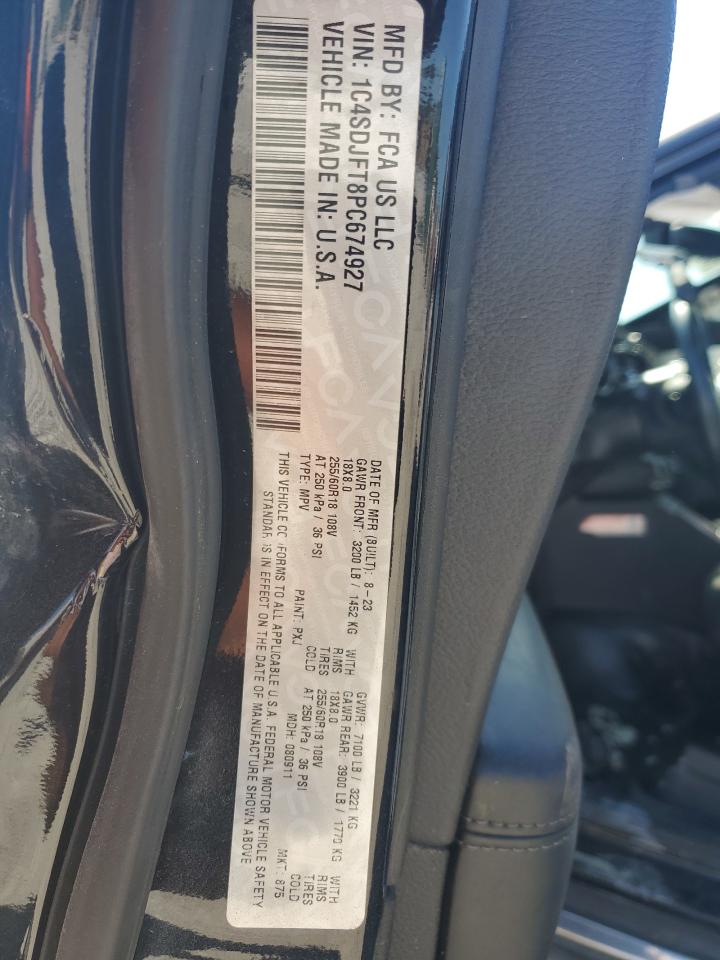 MFD BY: FCA US LLC
VIN: 1C4SDJFT8PC674927
VEHICLE MADE IN: U.S.A.
DATE OF MFR (BUILT): 8-23 GVWR: 7100 LB / 3221 KG
GAWR FRONT: 3200 LB / 1452 KG WITH GAWR REAR: 3900 LB / 1770 KG WITH
18X8.0 RIMS 18X8.0 RIMS
255/60R18 108V TIRES 255/60R18 108V TIRES
AT 250 kPa / 36 PSI COLD AT 250 kPa / 36 PSI COLD
TYPE: MPV PAINT: PXJ MDH: 080911 MKT: 875
THIS VEHICLE CONFORMS TO ALL APPLICABLE U.S.A. FEDERAL MOTOR VEHICLE SAFETY
STANDARDS IN EFFECT ON THE DATE OF MANUFACTURE SHOWN ABOVE